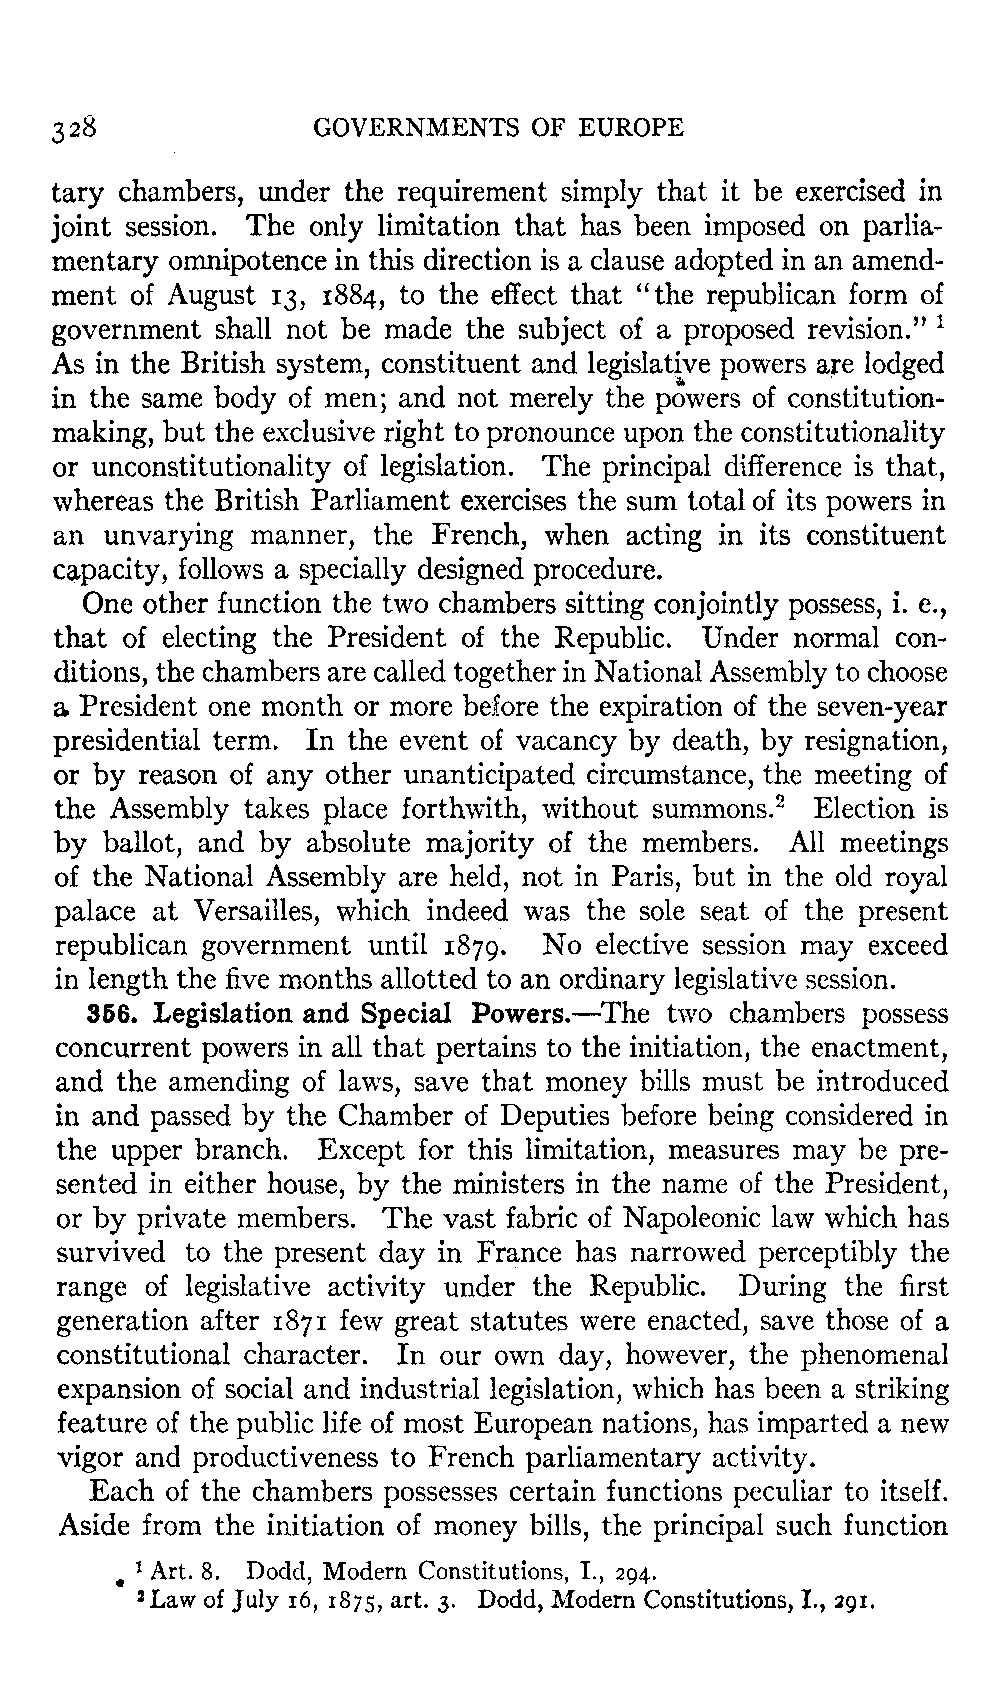 328 GOVERNMENTS OF EUROPE
tary chambers, under the requirement simply that it be exercised in
joint session. The only limitation that has been imposed on parlia-
mentary omnipotence in this direction is a clause adopted in an amend-
ment of August 13, 1884, to the effect that "the republican form of
government shall not be made the subject of a proposed revision." ¹
As in the British system, constituent and legislative powers are lodged
in the same body of men; and not merely the powers of constitution-
making, but the exclusive right to pronounce upon the constitutionality
or unconstitutionality of legislation. The principal difference is that,
whereas the British Parliament exercises the sum total of its powers in
an unvarying manner, the French, when acting in its constituent
capacity, follows a specially designed procedure.
One other function the two chambers sitting conjointly possess, i. e.,
that of electing the President of the Republic. Under normal con-
ditions, the chambers are called together in National Assembly to choose
a President one month or more before the expiration of the seven-year
presidential term. In the event of vacancy by death, by resignation,
or by reason of any other unanticipated circumstance, the meeting of
the Assembly takes place forthwith, without summons.² Election is
by ballot, and by absolute majority of the members. All meetings
of the National Assembly are held, not in Paris, but in the old royal
palace at Versailles, which indeed was the sole seat of the present
republican government until 1879. No elective session may exceed
in length the five months allotted to an ordinary legislative session.
356. Legislation and Special Powers.—The two chambers possess
concurrent powers in all that pertains to the initiation, the enactment,
and the amending of laws, save that money bills must be introduced
in and passed by the Chamber of Deputies before being considered in
the upper branch. Except for this limitation, measures may be pre-
sented in either house, by the ministers in the name of the President,
or by private members. The vast fabric of Napoleonic law which has
survived to the present day in France has narrowed perceptibly the
range of legislative activity under the Republic. During the first
generation after 1871 few great statutes were enacted, save those of a
constitutional character. In our own day, however, the phenomenal
expansion of social and industrial legislation, which has been a striking
feature of the public life of most European nations, has imparted a new
vigor and productiveness to French parliamentary activity.
Each of the chambers possesses certain functions peculiar to itself.
Aside from the initiation of money bills, the principal such function
¹ Art. 8. Dodd, Modern Constitutions, I., 294.
² Law of July 16, 1875, art. 3. Dodd, Modern Constitutions, I., 291.